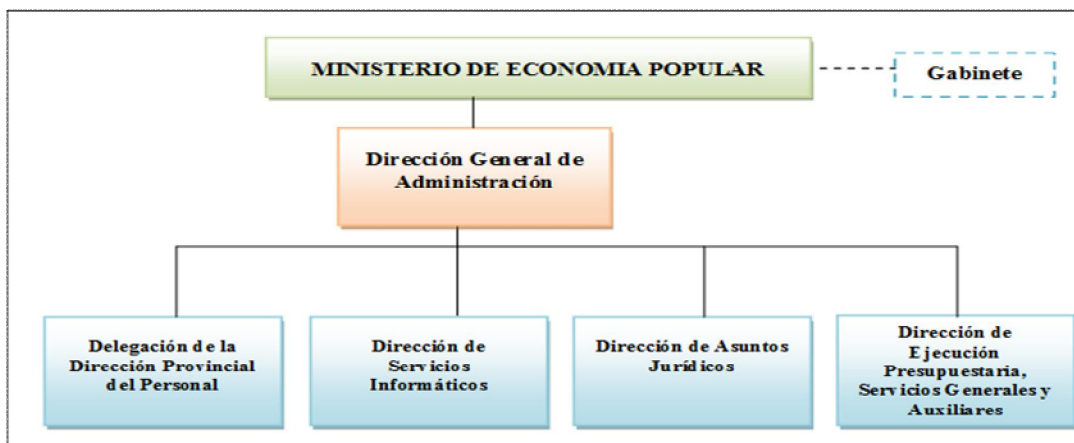 MINISTERIO DE ECONOMIA POPULAR
Gabinete
Dirección General de
Administración
Delegación de la
Dirección Provincial
del Personal
Dirección de
Servicios
Informáticos
Dirección de Asuntos
Jurídicos
Dirección de
Ejecución
Presupuestaria,
Servicios Generales y
Auxiliares